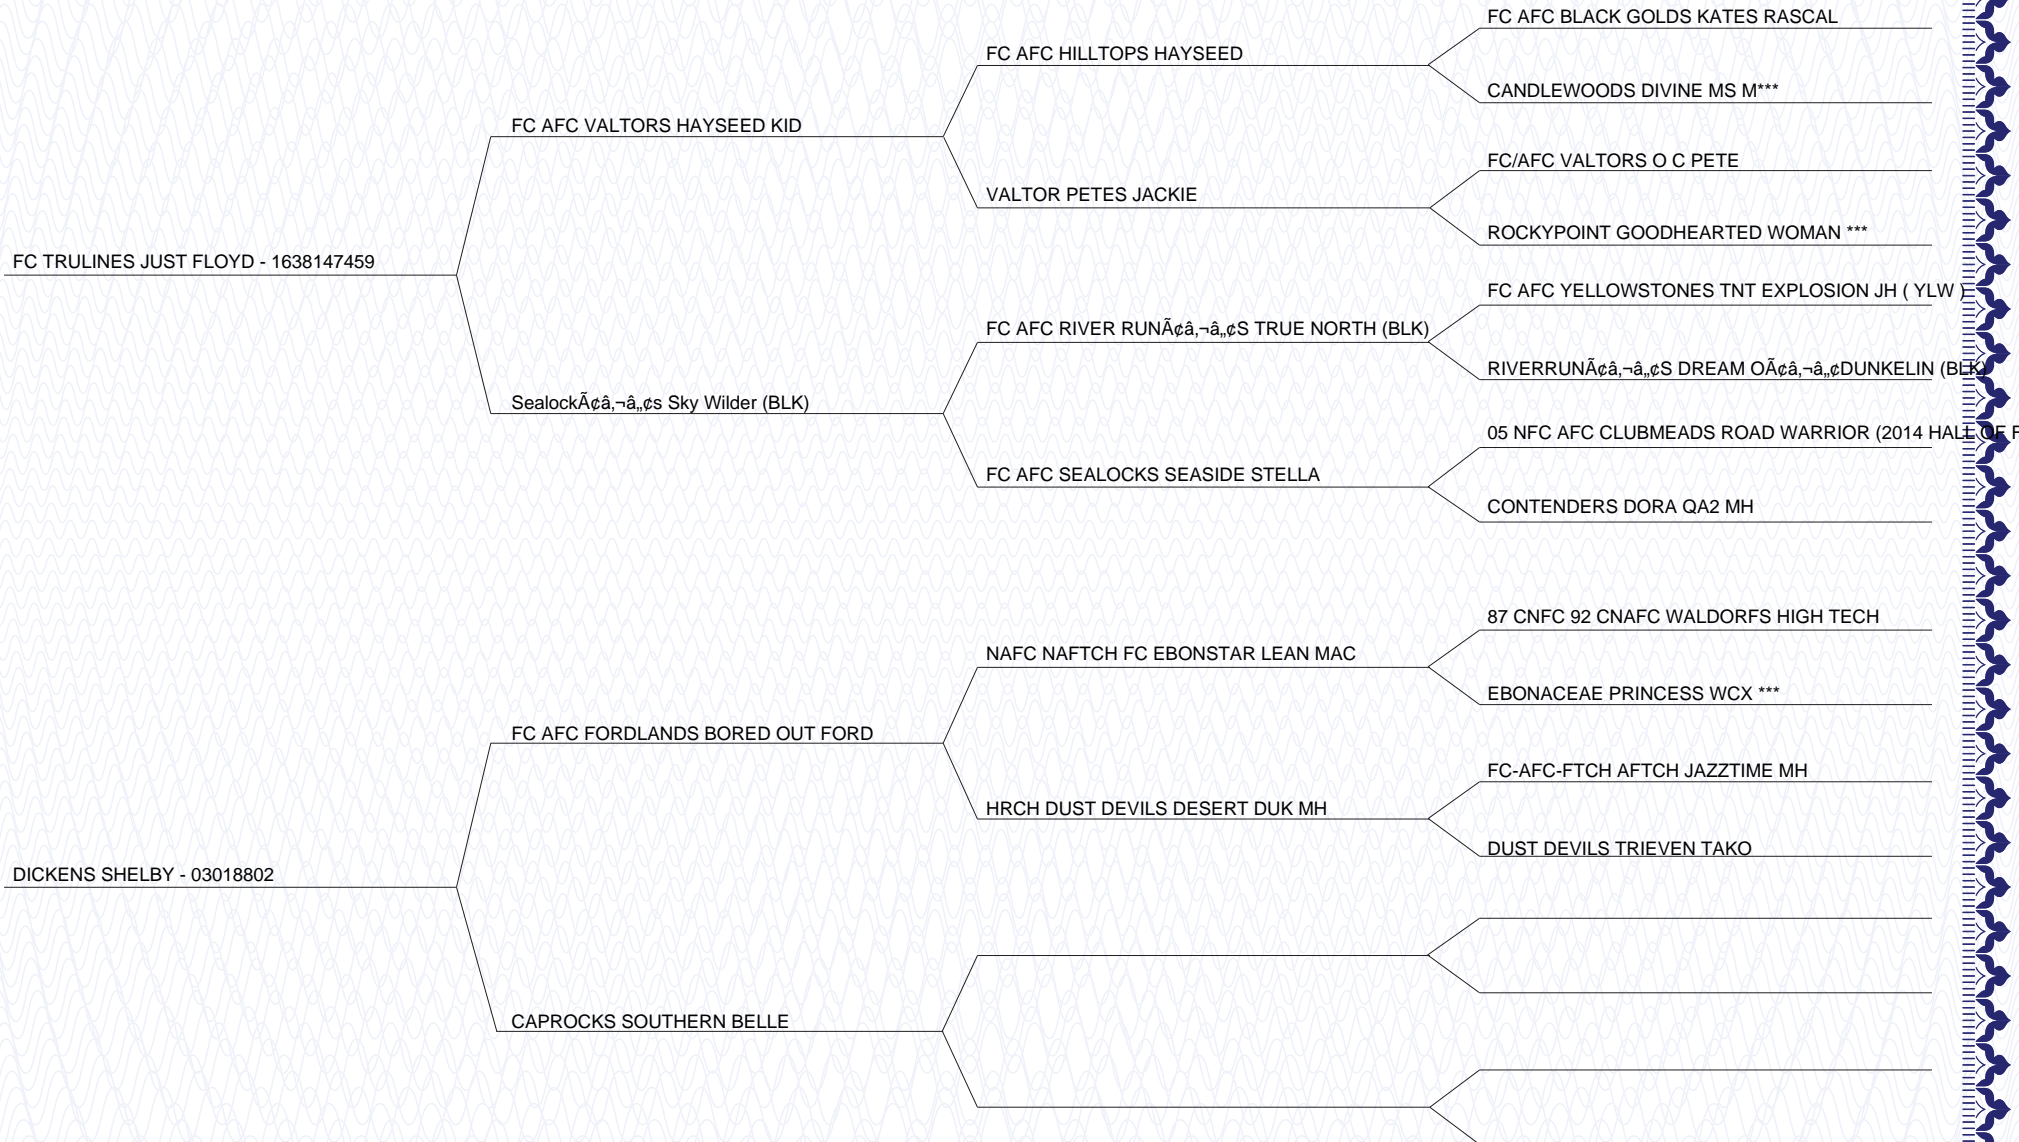 FC AFC BLACK GOLDS KATES RASCAL
FC AFC HILLTOPS HAYSEED
CANDLEWOODS DIVINE MS M***
FC AFC VALTORS HAYSEED KID
FC/AFC VALTORS O C PETE
VALTOR PETES JACKIE
ROCKYPOINT GOODHEARTED WOMAN ***
FC TRULINES JUST FLOYD - 1638147459
FC AFC YELLOWSTONES TNT EXPLOSION JH ( YLW )
FC AFC RIVER RUNÃ¢â‚¬â„¢S TRUE NORTH (BLK)
RIVERRUNÃ¢â‚¬â„¢S DREAM OÃ¢â‚¬â„¢DUNKELIN (BLK)
SealockÃ¢â‚¬â„¢s Sky Wilder (BLK)
05 NFC AFC CLUBMEADS ROAD WARRIOR (2014 HALL OF F
FC AFC SEALOCKS SEASIDE STELLA
CONTENDERS DORA QA2 MH
87 CNFC 92 CNAFC WALDORFS HIGH TECH
NAFC NAFTCH FC EBONSTAR LEAN MAC
EBONACEAE PRINCESS WCX ***
FC AFC FORDLANDS BORED OUT FORD
FC-AFC-FTCH AFTCH JAZZTIME MH
HRCH DUST DEVILS DESERT DUK MH
DUST DEVILS TRIEVEN TAKO
DICKENS SHELBY - 03018802
CAPROCKS SOUTHERN BELLE